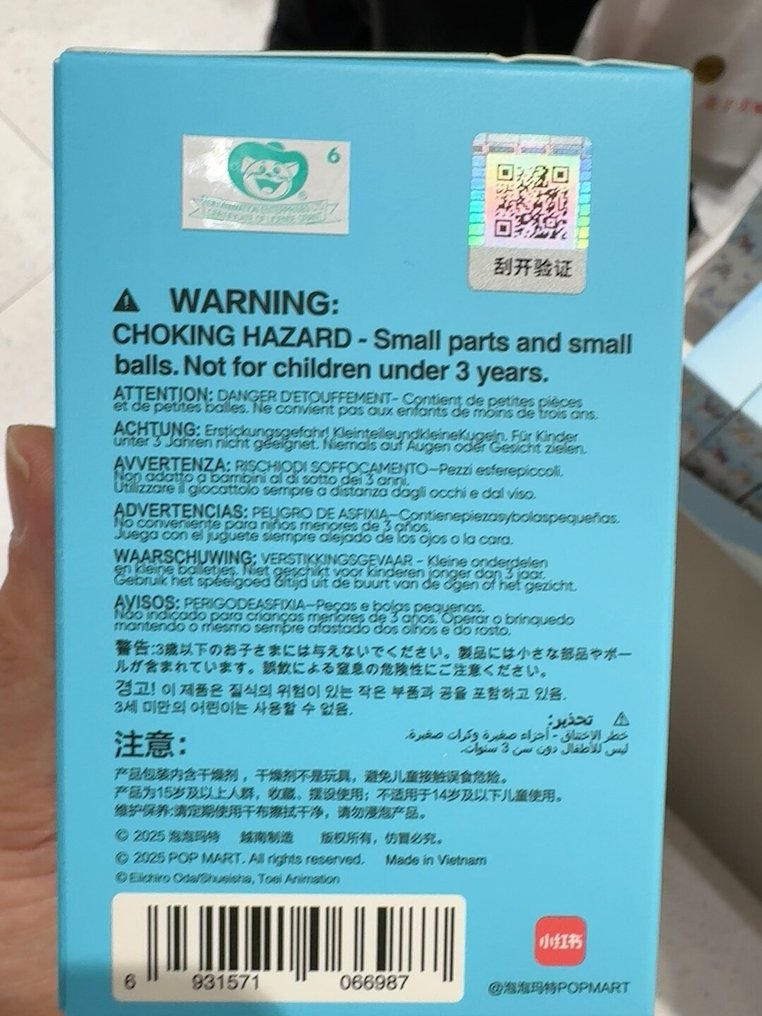 6
刮开验证
WARNING:
CHOKING HAZARD - Small parts and small
balls. Not for children under 3 years.
ATTENTION: DANGER D'ETOUFFEMENT- Contient de petites pièces
et de petites balles. Ne convient pas aux enfants de moins de trois ans.
ACHTUNG: Erstickungsgefahr! KleinteileundkleineKugeln. Für Kinder
unter 3 Jahren nicht geeignet. Niemals auf Augen oder Gesicht zielen.
AVVERTENZA: RISCHIODI SOFFOCAMENTO—Pezzi esferepiccoli.
Non adatto a bambini al di sotto dei 3 anni.
Utilizzare il giocattolo sempre a distanza dagli occhi e dal viso.
ADVERTENCIAS: PELIGRO DE ASFIXIA—Contienepiezasybolaspequeñas.
No conveniente para niños menores de 3 años.
Juega con el juguete siempre alejado de los ojos o la cara.
WAARSCHUWING: VERSTIKKINGSGEVAAR - Kleine onderdelen
en kleine balletjes. Niet geschikt voor kinderen jonger dan 3 jaar.
Gebruik het speelgoed altijd uit de buurt van de ogen of het gezicht.
AVISOS: PERIGODEASFIXIA—Peças e bolas pequenas.
Não indicado para crianças menores de 3 años. Operar o brinquedo
mantendo o mesmo sempre afastado dos olhos e do rosto.
警告:3歳以下のお子さまには与えないでください。製品には小さな部品やボー
ルが含まれています。誤飲による窒息の危険性にご注意ください。
경고! 이 제품은 질식의 위험이 있는 작은 부품과 공을 포함하고 있음.
3세 미만의 어린이는 사용할 수 없음.
تحذير:
خطر الاختناق - أجزاء صغيرة وكرات صغيرة.
ليس للأطفال دون سن 3 سنوات.
注意:
产品包装内含干燥剂，干燥剂不是玩具，避免儿童接触误食危险。
产品为15岁及以上人群，收藏、摆设使用；不适用于14岁及以下儿童使用。
维护保养:请定期使用干布擦拭干净，请勿浸泡产品。
© 2025 泡泡玛特 越南制造 版权所有，仿冒必究。
© 2025 POP MART. All rights reserved. Made in Vietnam
© Eiichiro Oda/Shueisha, Toei Animation
6 931571 066987
小红书
@泡泡玛特POPMART